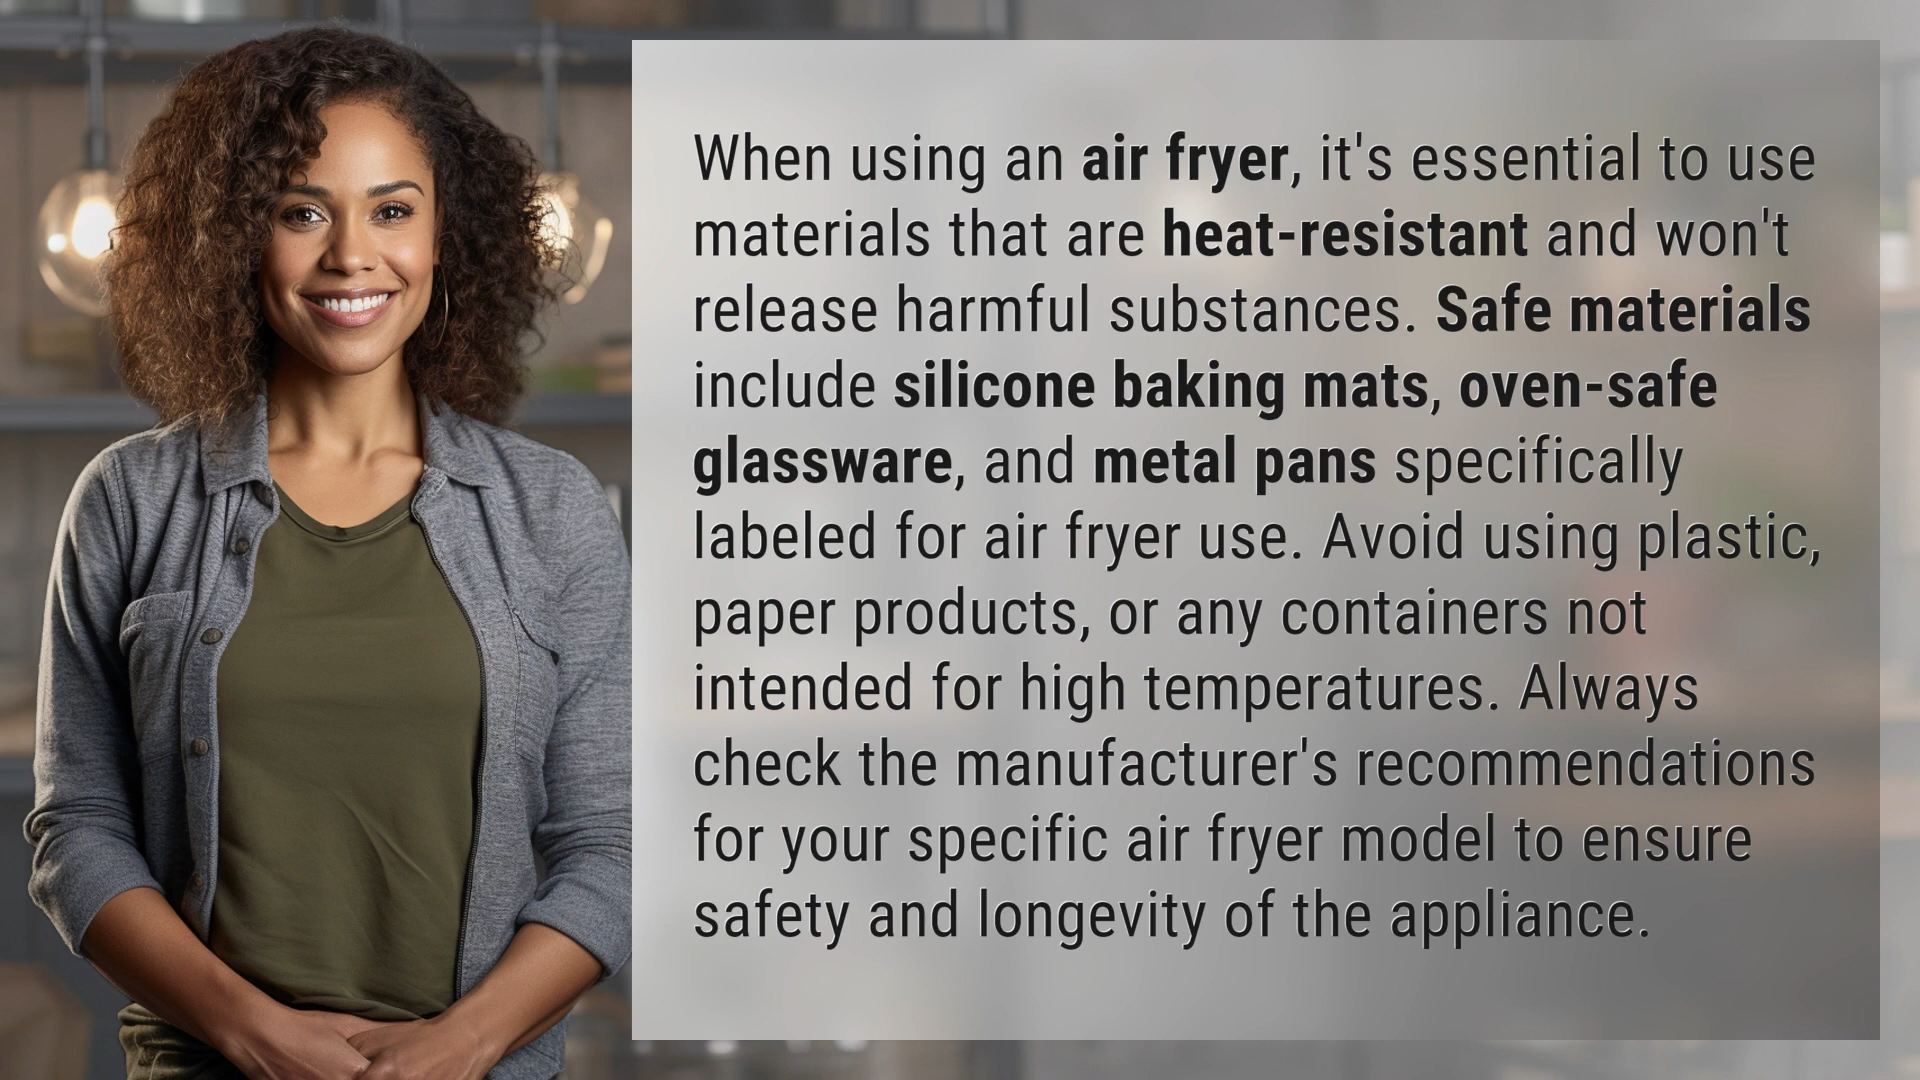 When using an air fryer, it's essential to use
materials that are heat-resistant and won't
release harmful substances. Safe materials
include silicone baking mats, oven-safe
glassware, and metal pans specifically
labeled for air fryer use. Avoid using plastic,
paper products, or any containers not
intended for high temperatures. Always
check the manufacturer's recommendations
for your specific air fryer model to ensure
safety and longevity of the appliance.